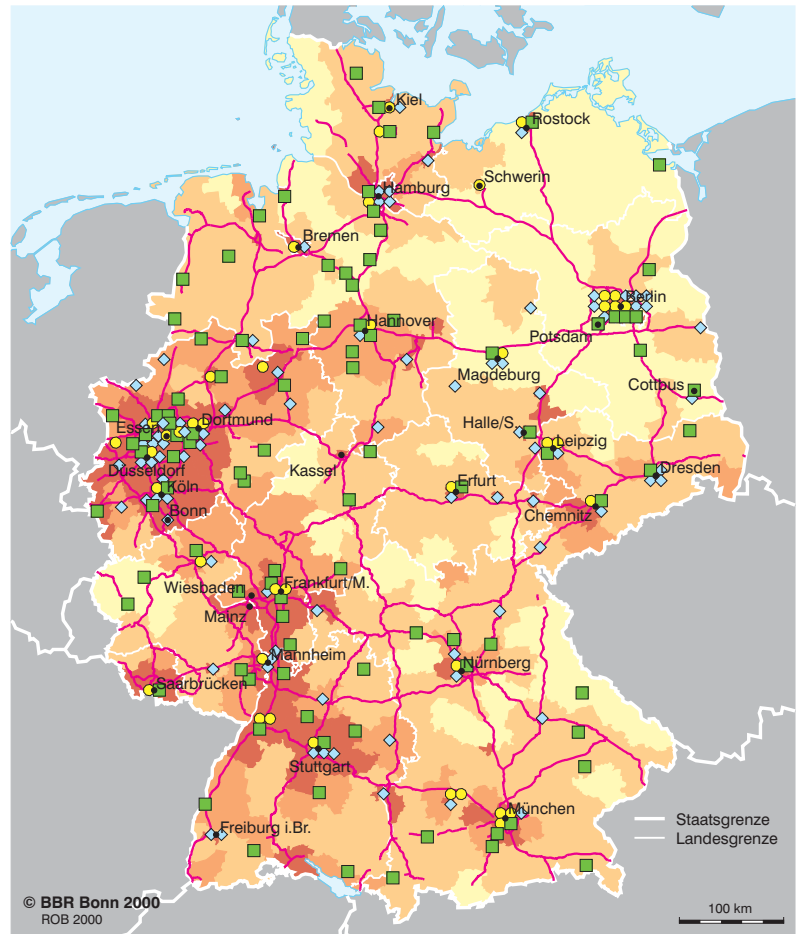 Kiel
Rostock
Schwerin
Hamburg
Bremen
Berlin
Hannover
Potsdam
Magdeburg
Cottbus
Essen
Dortmund
Halle/S.
Leipzig
Düsseldorf
Kassel
Dresden
Köln
Erfurt
Bonn
Chemnitz
Wiesbaden
Frankfurt/M.
Mainz
Mannheim
Nürnberg
Saarbrücken
Stuttgart
München
Freiburg i.Br.
Staatsgrenze
Landesgrenze
© BBR Bonn 2000
ROB 2000
100 km